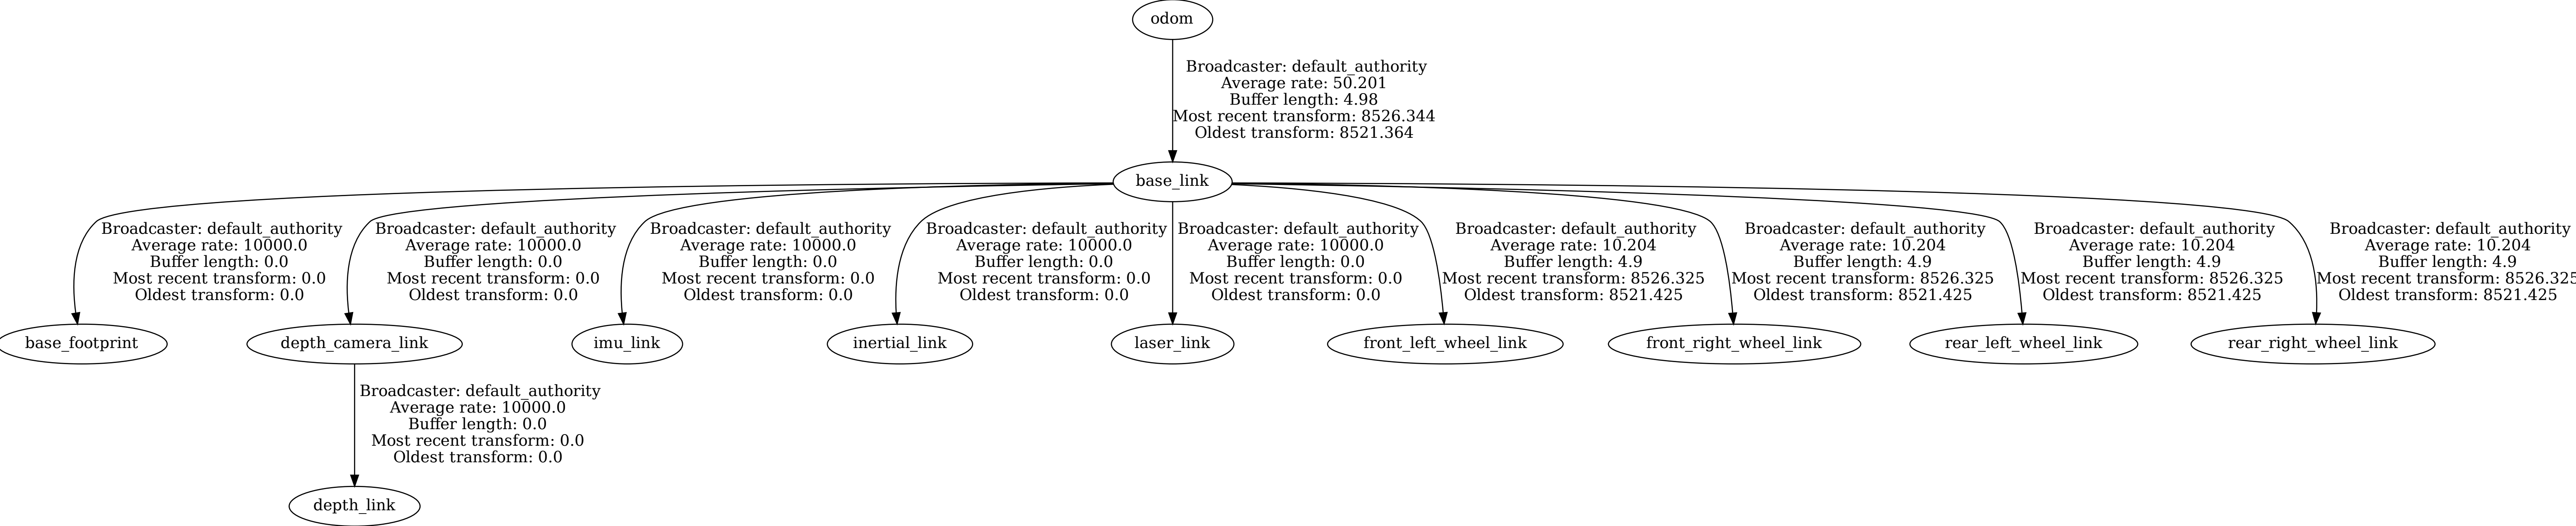 odom
Broadcaster: default_authority
Average rate: 50.201
Buffer length: 4.98
Most recent transform: 8526.344
Oldest transform: 8521.364
base_link
Broadcaster: default_authority
Average rate: 10000.0
Buffer length: 0.0
Most recent transform: 0.0
Oldest transform: 0.0
Broadcaster: default_authority
Average rate: 10000.0
Buffer length: 0.0
Most recent transform: 0.0
Oldest transform: 0.0
Broadcaster: default_authority
Average rate: 10000.0
Buffer length: 0.0
Most recent transform: 0.0
Oldest transform: 0.0
Broadcaster: default_authority
Average rate: 10000.0
Buffer length: 0.0
Most recent transform: 0.0
Oldest transform: 0.0
Broadcaster: default_authority
Average rate: 10000.0
Buffer length: 0.0
Most recent transform: 0.0
Oldest transform: 0.0
Broadcaster: default_authority
Average rate: 10.204
Buffer length: 4.9
Most recent transform: 8526.325
Oldest transform: 8521.425
Broadcaster: default_authority
Average rate: 10.204
Buffer length: 4.9
Most recent transform: 8526.325
Oldest transform: 8521.425
Broadcaster: default_authority
Average rate: 10.204
Buffer length: 4.9
Most recent transform: 8526.325
Oldest transform: 8521.425
Broadcaster: default_authority
Average rate: 10.204
Buffer length: 4.9
Most recent transform: 8526.325
Oldest transform: 8521.425
base_footprint
depth_camera_link
imu_link
inertial_link
laser_link
front_left_wheel_link
front_right_wheel_link
rear_left_wheel_link
rear_right_wheel_link
Broadcaster: default_authority
Average rate: 10000.0
Buffer length: 0.0
Most recent transform: 0.0
Oldest transform: 0.0
depth_link